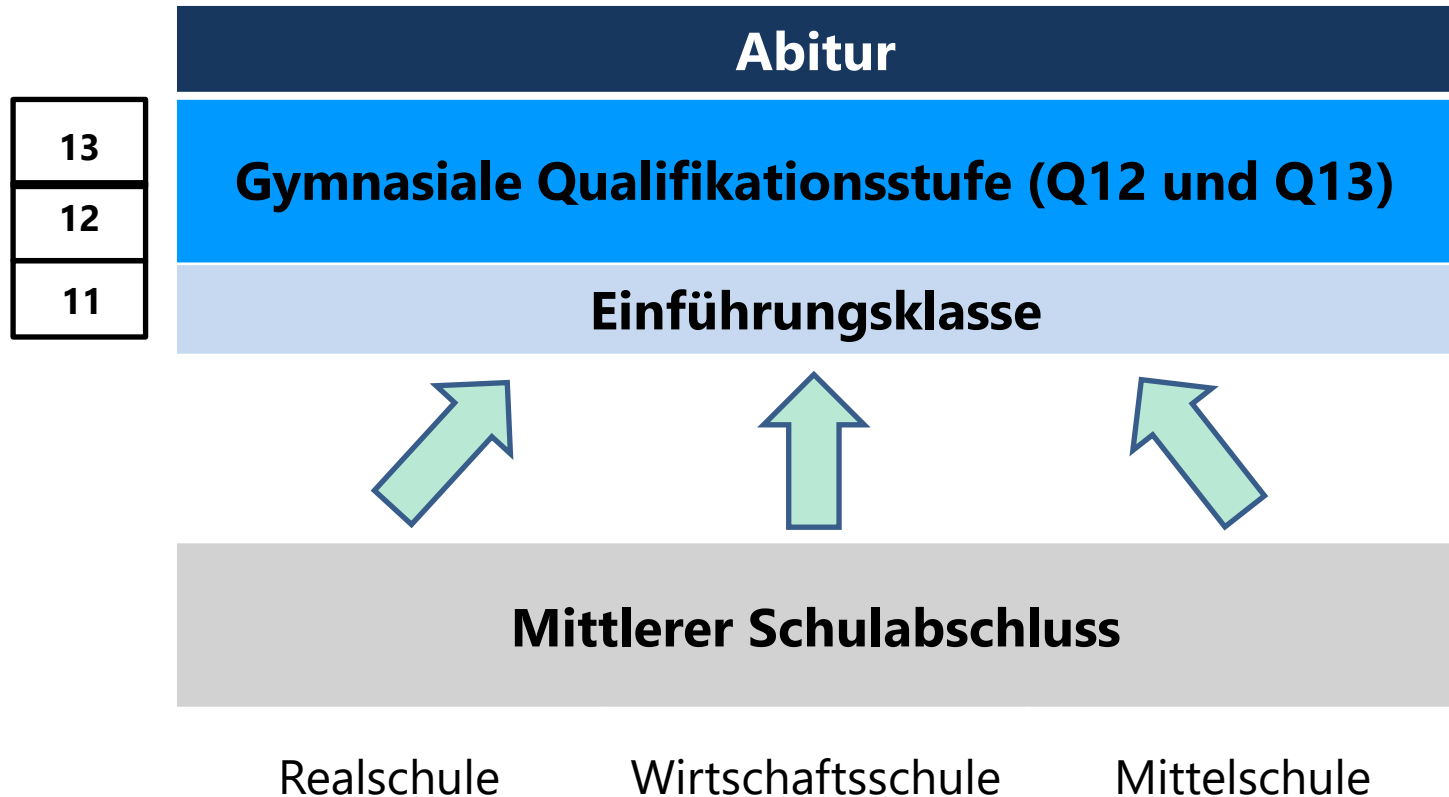 Abitur
13
Gymnasiale Qualifikationsstufe (Q12 und Q13)
12
11
Einführungsklasse
Mittlerer Schulabschluss
Realschule
Wirtschaftsschule
Mittelschule